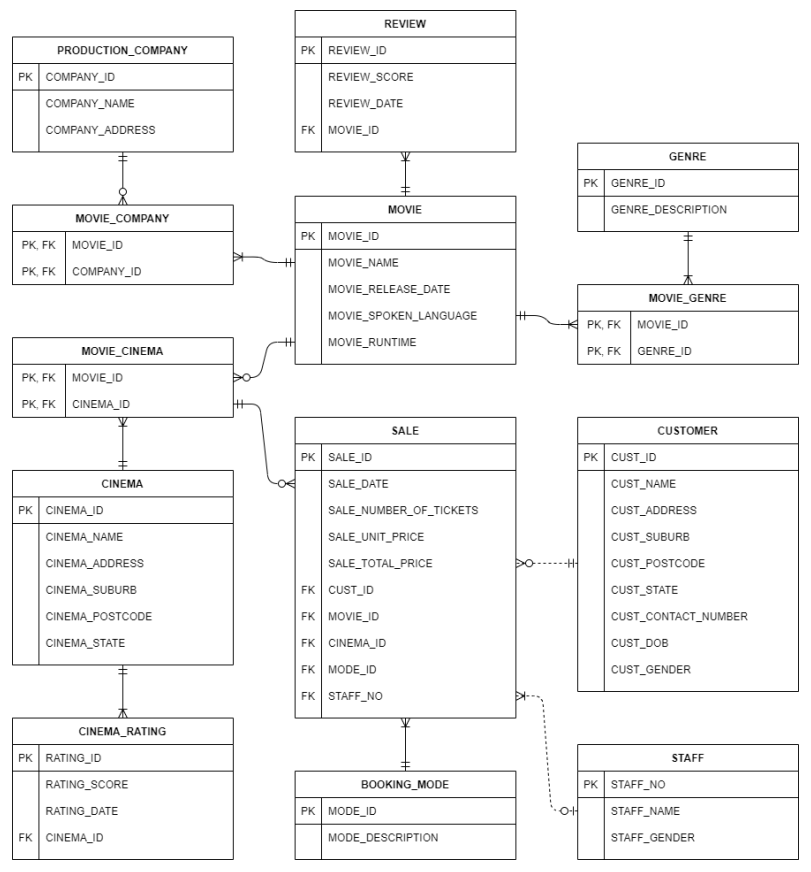 REVIEW
PK REVIEW_ID
REVIEW_SCORE
REVIEW_DATE
FK MOVIE_ID
PRODUCTION_COMPANY
PK COMPANY_ID
COMPANY_NAME
COMPANY_ADDRESS
GENRE
PK GENRE_ID
GENRE_DESCRIPTION
MOVIE_COMPANY
PK, FK MOVIE_ID
PK, FK COMPANY_ID
MOVIE
PK MOVIE_ID
MOVIE_NAME
MOVIE_RELEASE_DATE
MOVIE_SPOKEN_LANGUAGE
MOVIE_RUNTIME
MOVIE_GENRE
PK, FK MOVIE_ID
PK, FK GENRE_ID
MOVIE_CINEMA
PK, FK MOVIE_ID
PK, FK CINEMA_ID
SALE
PK SALE_ID
SALE_DATE
SALE_NUMBER_OF_TICKETS
SALE_UNIT_PRICE
SALE_TOTAL_PRICE
FK CUST_ID
FK MOVIE_ID
FK CINEMA_ID
FK MODE_ID
FK STAFF_NO
CUSTOMER
PK CUST_ID
CUST_NAME
CUST_ADDRESS
CUST_SUBURB
CUST_POSTCODE
CUST_STATE
CUST_CONTACT_NUMBER
CUST_DOB
CUST_GENDER
CINEMA
PK CINEMA_ID
CINEMA_NAME
CINEMA_ADDRESS
CINEMA_SUBURB
CINEMA_POSTCODE
CINEMA_STATE
CINEMA_RATING
PK RATING_ID
RATING_SCORE
RATING_DATE
FK CINEMA_ID
BOOKING_MODE
PK MODE_ID
MODE_DESCRIPTION
STAFF
PK STAFF_NO
STAFF_NAME
STAFF_GENDER